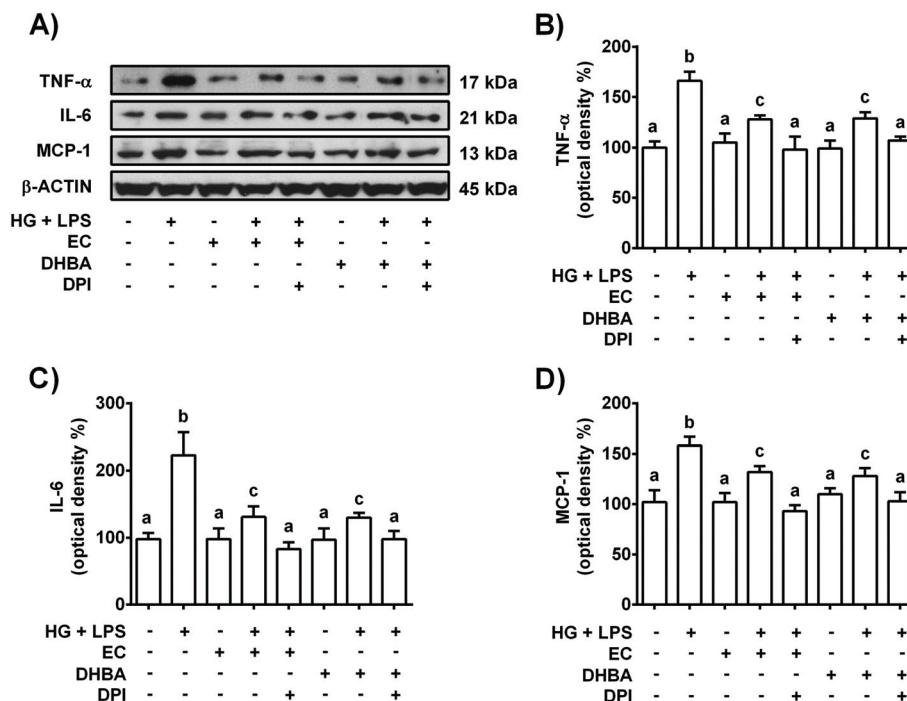 A)
TNF-α 17 kDa
IL-6 21 kDa
MCP-1 13 kDa
β-ACTIN 45 kDa
HG + LPS - + - + + - + +
EC - - + + + - - -
DHBA - - - - - + + +
DPI - - - - + - - +
B)
TNF-α
(optical density %)
200
150
100
50
0
a b a c a a c a
HG + LPS - + - + + - + +
EC - - + + + - - -
DHBA - - - - - + + +
DPI - - - - + - - +
C)
IL-6
(optical density %)
300
200
100
0
a b a c a a c a
HG + LPS - + - + + - + +
EC - - + + + - - -
DHBA - - - - - + + +
DPI - - - - + - - +
D)
MCP-1
(optical density %)
200
150
100
50
0
a b a c a a c a
HG + LPS - + - + + - + +
EC - - + + + - - -
DHBA - - - - - + + +
DPI - - - - + - - +